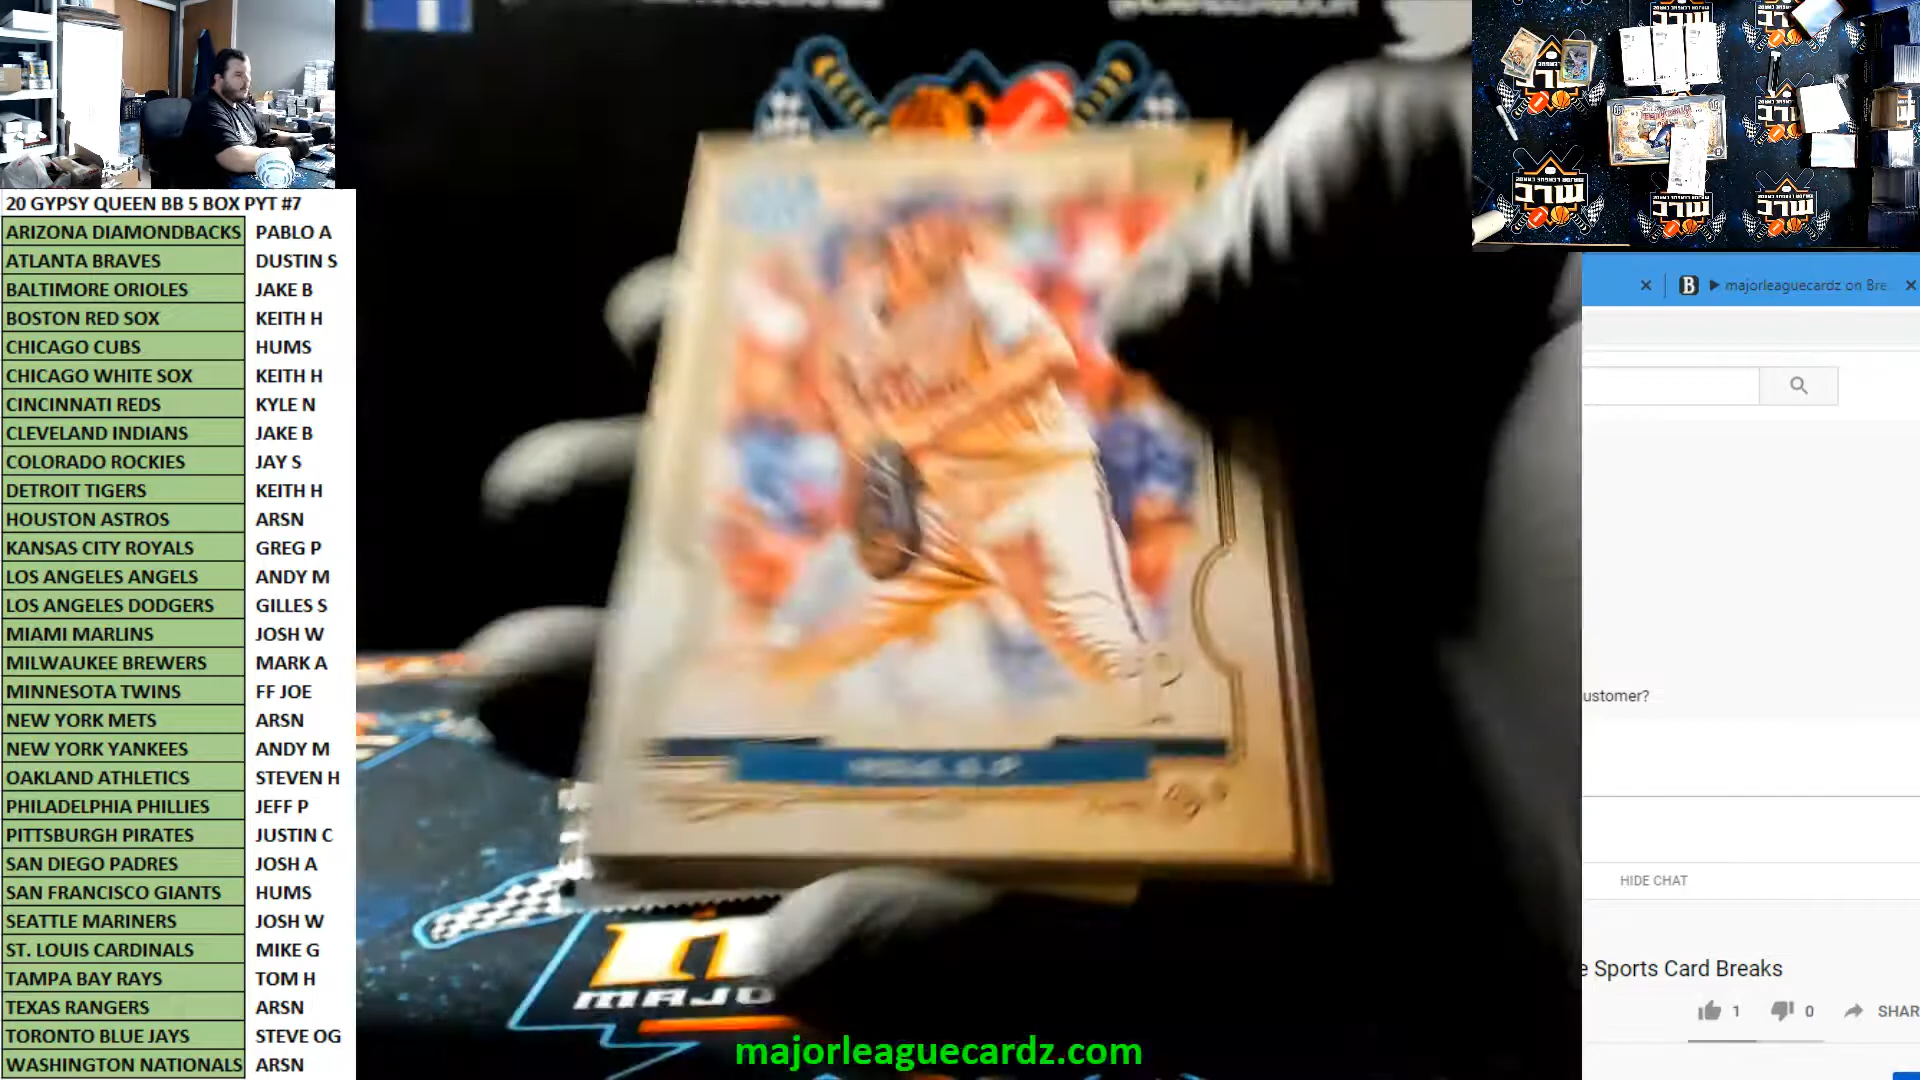 20 GYPSY QUEEN BB 5 BOX PYT #7
ARIZONA DIAMONDBACKS PABLO A
ATLANTA BRAVES DUSTIN S
BALTIMORE ORIOLES JAKE B
BOSTON RED SOX KEITH H
CHICAGO CUBS HUMS
CHICAGO WHITE SOX KEITH H
CINCINNATI REDS KYLE N
CLEVELAND INDIANS JAKE B
COLORADO ROCKIES JAY S
DETROIT TIGERS KEITH H
HOUSTON ASTROS ARSN
KANSAS CITY ROYALS GREG P
LOS ANGELES ANGELS ANDY M
LOS ANGELES DODGERS GILLES S
MIAMI MARLINS JOSH W
MILWAUKEE BREWERS MARK A
MINNESOTA TWINS FF JOE
NEW YORK METS ARSN
NEW YORK YANKEES ANDY M
OAKLAND ATHLETICS STEVEN H
PHILADELPHIA PHILLIES JEFF P
PITTSBURGH PIRATES JUSTIN C
SAN DIEGO PADRES JOSH A
SAN FRANCISCO GIANTS HUMS
SEATTLE MARINERS JOSH W
ST. LOUIS CARDINALS MIKE G
TAMPA BAY RAYS TOM H
TEXAS RANGERS ARSN
TORONTO BLUE JAYS STEVE OG
WASHINGTON NATIONALS ARSN
MAJO
majorleaguecardz.com
B majorleaguecardz on Bre
ustomer?
HIDE CHAT
e Sports Card Breaks
1 0 SHAR